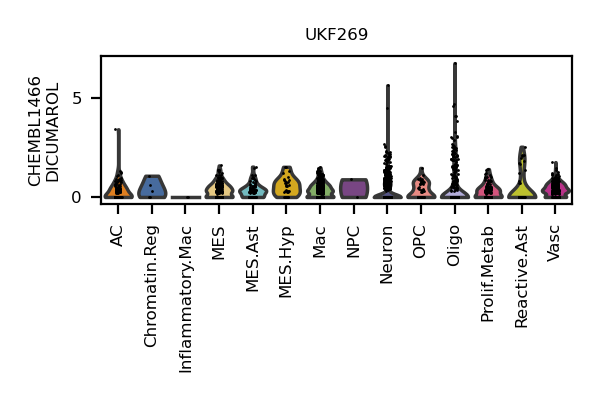 UKF269
CHEMBL1466
DICUMAROL
5
0
AC
Chromatin.Reg
Inflammatory.Mac
MES
MES.Ast
MES.Hyp
Mac
NPC
Neuron
OPC
Oligo
Prolif.Metab
Reactive.Ast
Vasc